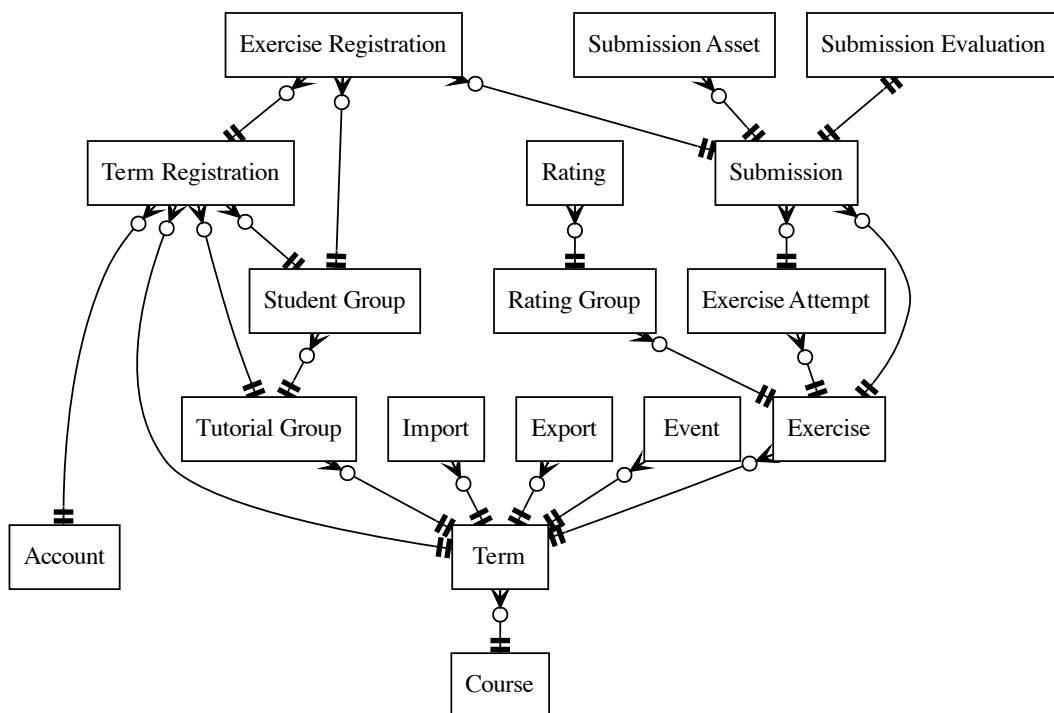 Exercise Registration
Submission Asset
Submission Evaluation
Term Registration
Rating
Submission
Student Group
Rating Group
Exercise Attempt
Tutorial Group
Import
Export
Event
Exercise
Account
Term
Course